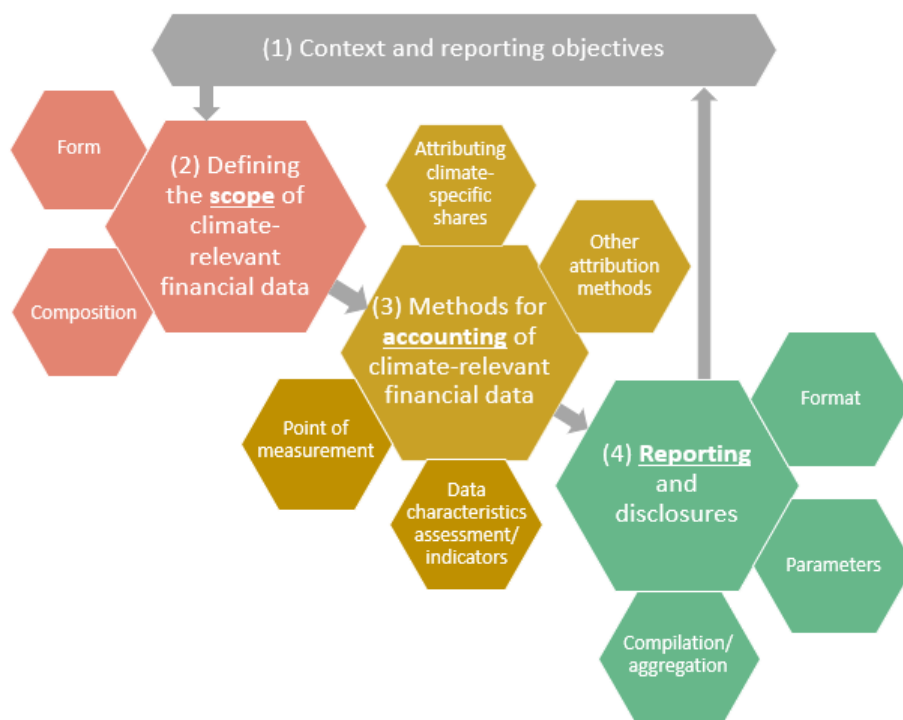 (1) Context and reporting objectives
Form
(2) Defining
the scope of
climate-
relevant
financial data
Composition
Attributing
climate-
specific
shares
Other
attribution
methods
(3) Methods for
accounting of
climate-relevant
financial data
Point of
measurement
Data
characteristics
assessment/
indicators
(4) Reporting
and
disclosures
Format
Parameters
Compilation/
aggregation